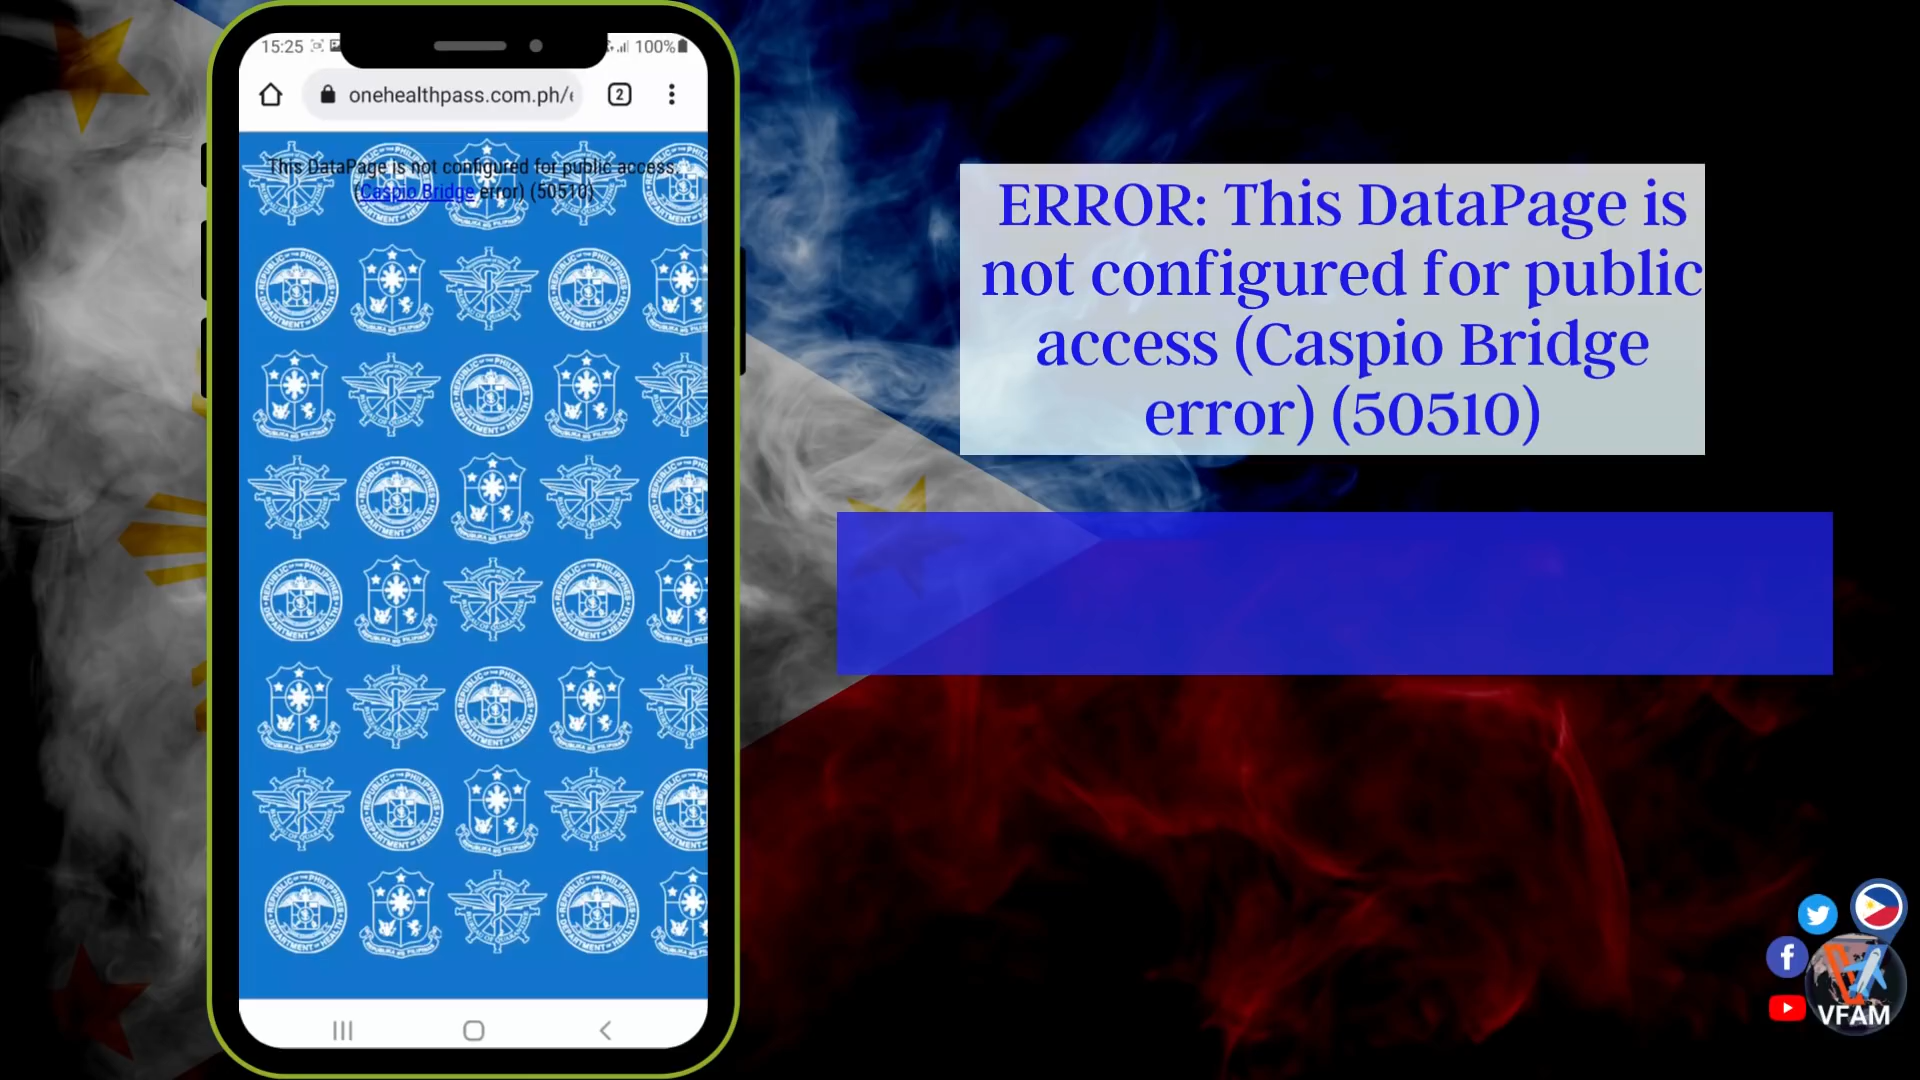 15:25
100%
onehealthpass.com.ph/e
2
This DataPage is not configured for public access.
(Caspio Bridge error) (50510)
ERROR: This DataPage is
not configured for public
access (Caspio Bridge
error) (50510)
VFAM